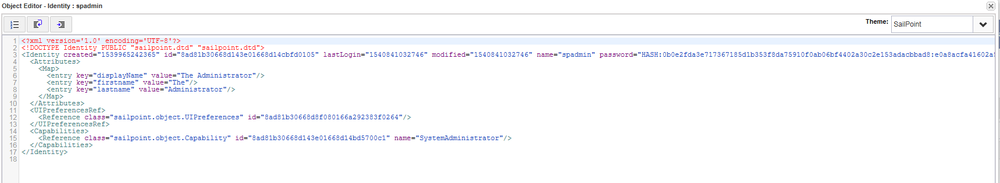 Object Editor - Identity : spadmin
Theme: SailPoint
1 <?xml version='1.0' encoding='UTF-8'?>
2 <!DOCTYPE Identity PUBLIC "sailpoint.dtd" "sailpoint.dtd">
3 <Identity created="1539965242365" id="8ad81b30668d143e01668d14cbfd0105" lastLogin="1540841032746" modified="1540841032746" name="spadmin" password="HASH:0b0e2fda3e717367185d1b353f8da75910f0ab06bf4402a30c2e153adacbbad8:e0a8acfa41602a
4 <Attributes>
5 <Map>
6 <entry key="displayName" value="The Administrator"/>
7 <entry key="firstname" value="The"/>
8 <entry key="lastname" value="Administrator"/>
9 </Map>
10 </Attributes>
11 <UIPreferencesRef>
12 <Reference class="sailpoint.object.UIPreferences" id="8ad81b30668d8f080166a292383f0264"/>
13 </UIPreferencesRef>
14 <Capabilities>
15 <Reference class="sailpoint.object.Capability" id="8ad81b30668d143e01668d14bd5700c1" name="SystemAdministrator"/>
16 </Capabilities>
17 </Identity>
18